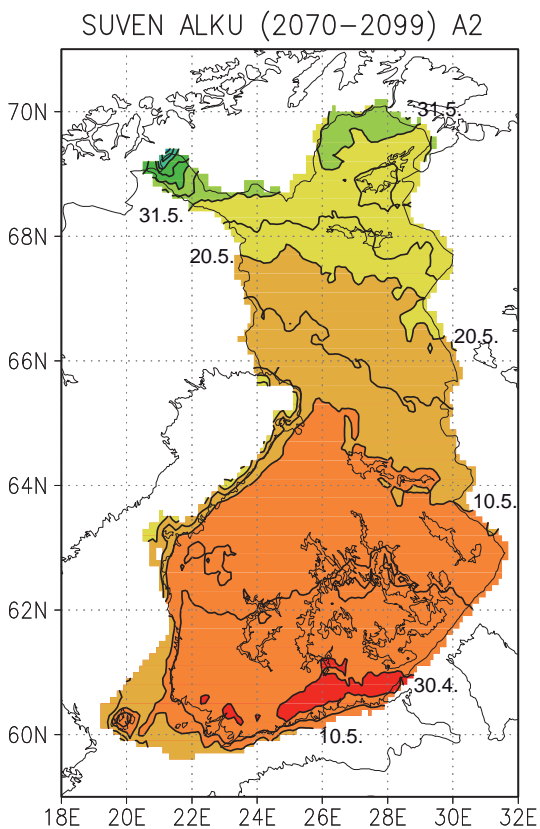 SUVEN ALKU (2070-2099) A2
70N
31.5.
31.5.
68N
20.5.
20.5.
66N
64N
10.5.
62N
30.4.
60N
10.5.
18E 20E 22E 24E 26E 28E 30E 32E